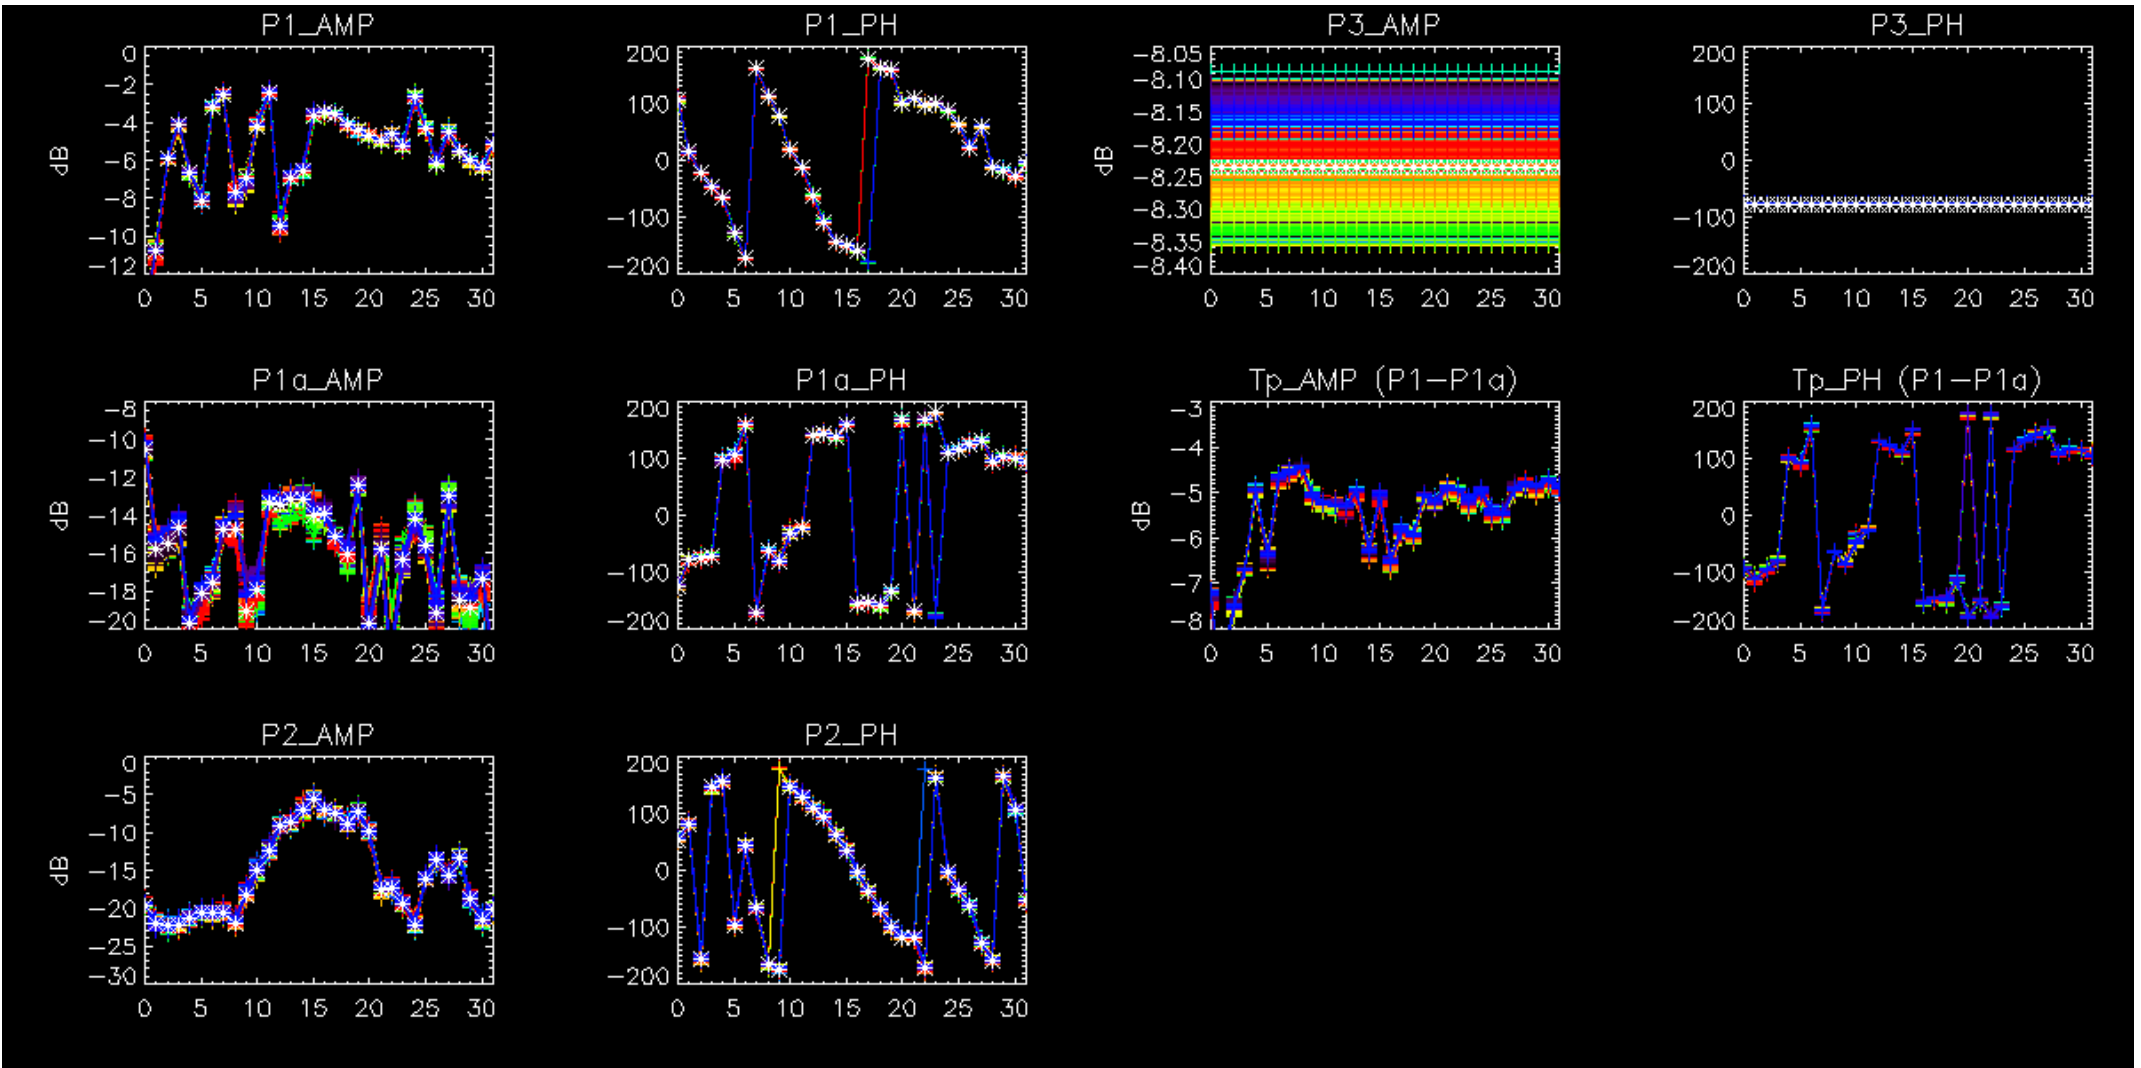 P1_AMP
P1_PH
P3_AMP
P3_PH
dB
0
−2
−4
−6
−8
−10
−12
0 5 10 15 20 25 30
200
100
0
−100
−200
0 5 10 15 20 25 30
dB
−8.05
−8.10
−8.15
−8.20
−8.25
−8.30
−8.35
−8.40
0 5 10 15 20 25 30
200
100
0
−100
−200
0 5 10 15 20 25 30
P1a_AMP
P1a_PH
Tp_AMP (P1−P1a)
Tp_PH (P1−P1a)
dB
−8
−10
−12
−14
−16
−18
−20
0 5 10 15 20 25 30
200
100
0
−100
−200
0 5 10 15 20 25 30
dB
−3
−4
−5
−6
−7
−8
0 5 10 15 20 25 30
200
100
0
−100
−200
0 5 10 15 20 25 30
P2_AMP
P2_PH
dB
0
−5
−10
−15
−20
−25
−30
0 5 10 15 20 25 30
200
100
0
−100
−200
0 5 10 15 20 25 30